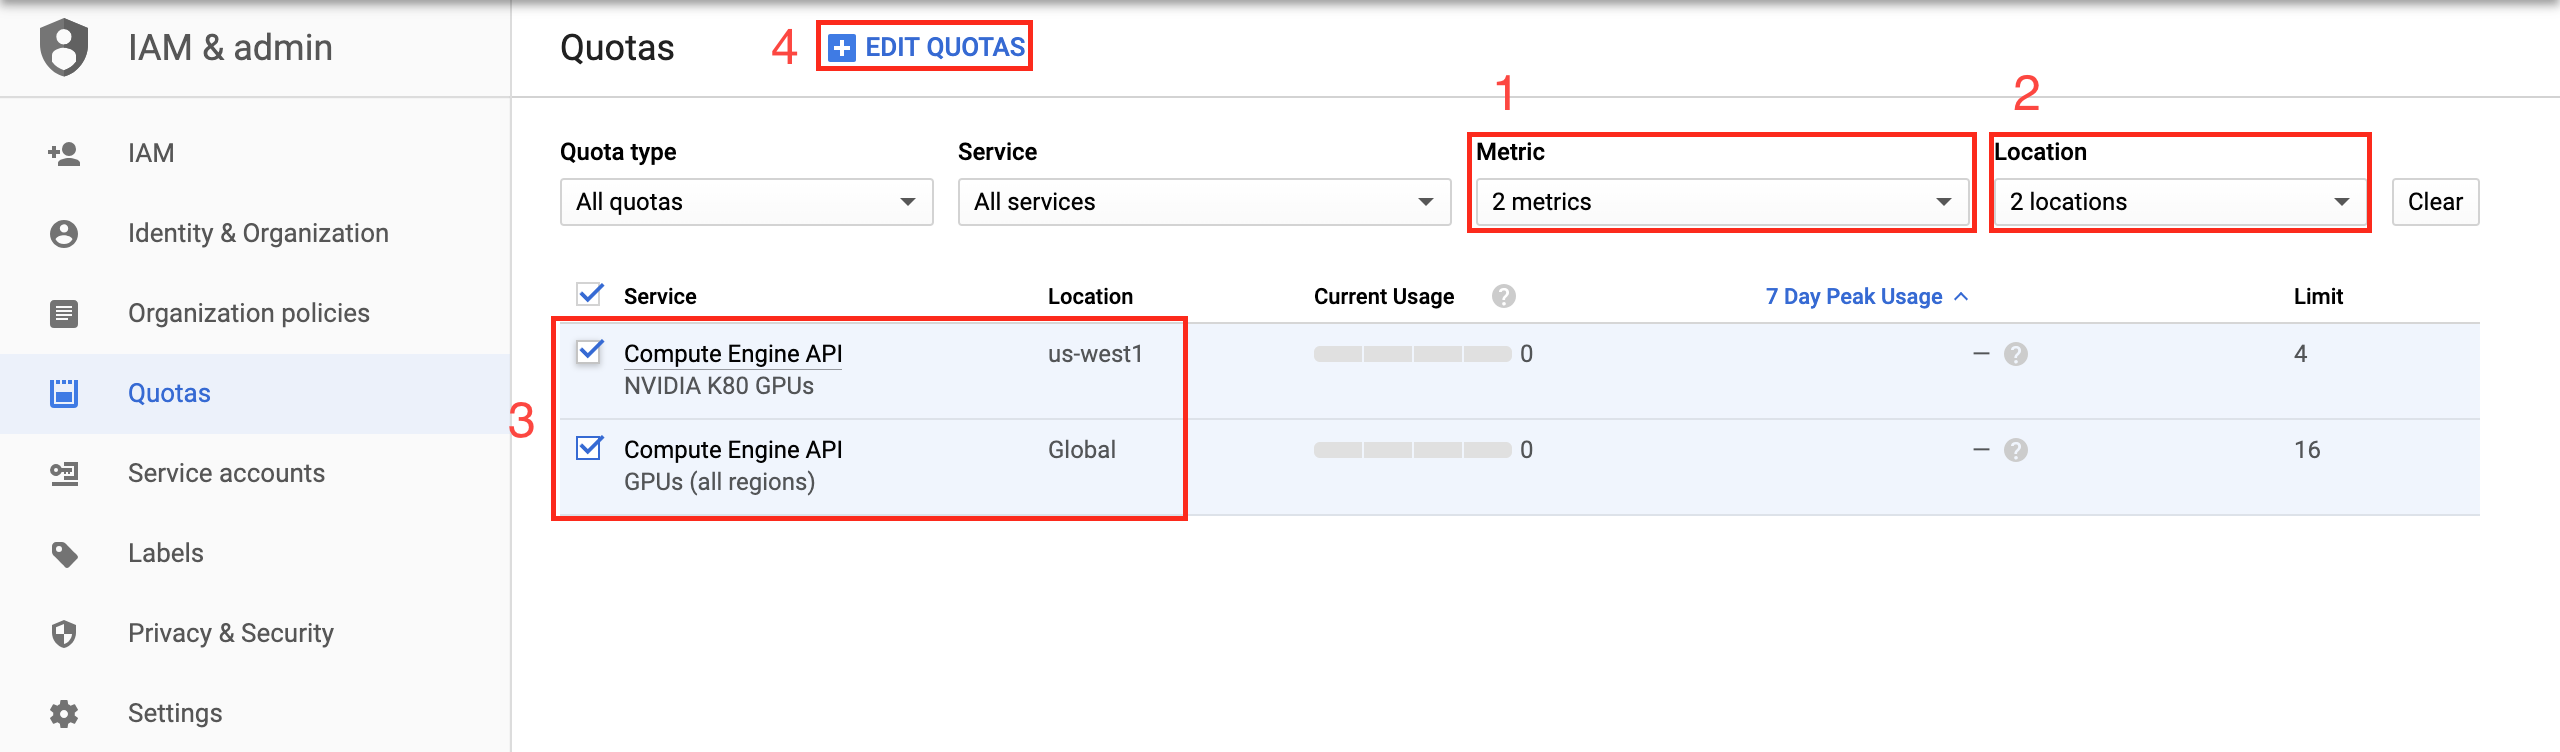 IAM & admin
Quotas
4
EDIT QUOTAS
1
2
IAM
Identity & Organization
Organization policies
Quotas
Service accounts
Labels
Privacy & Security
Settings
Quota type
Service
Metric
Location
All quotas
All services
2 metrics
2 locations
Clear
Service
Location
Current Usage
?
7 Day Peak Usage
Limit
3
Compute Engine API
us-west1
0
– ?
4
NVIDIA K80 GPUs
Compute Engine API
Global
0
– ?
16
GPUs (all regions)